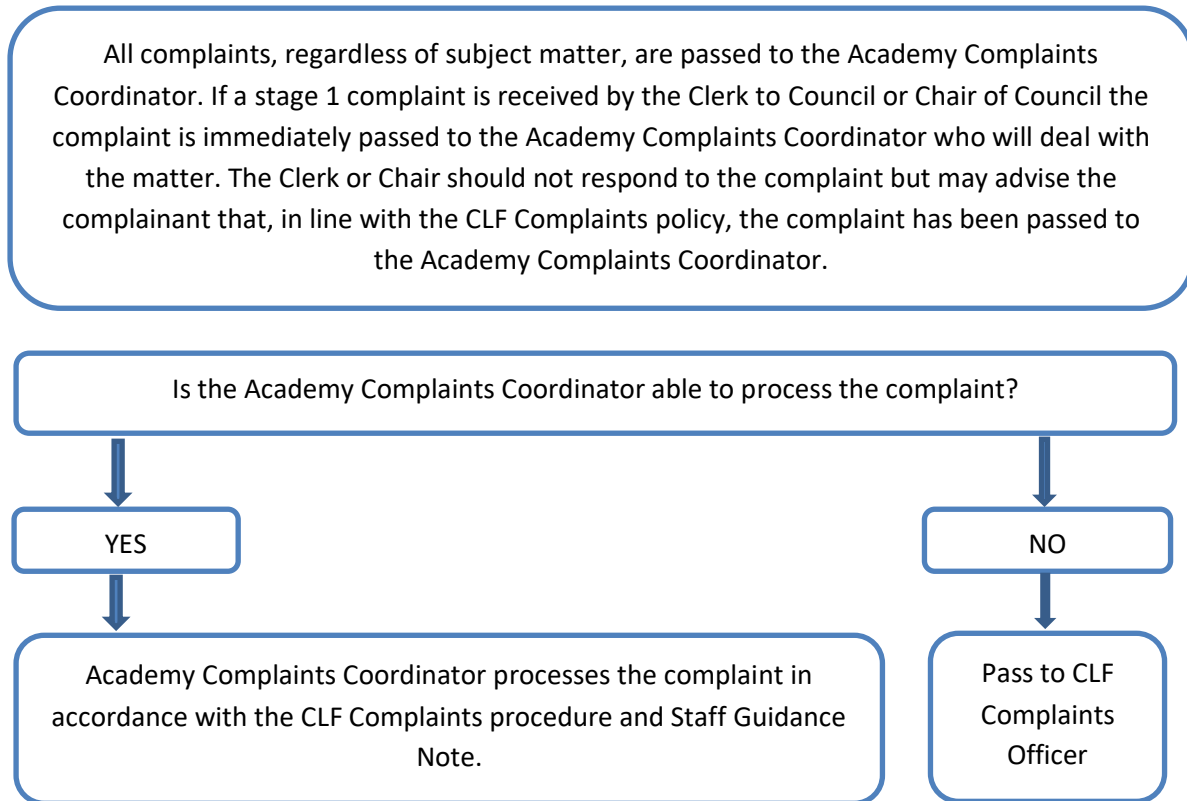 All complaints, regardless of subject matter, are passed to the Academy Complaints
Coordinator. If a stage 1 complaint is received by the Clerk to Council or Chair of Council the
complaint is immediately passed to the Academy Complaints Coordinator who will deal with
the matter. The Clerk or Chair should not respond to the complaint but may advise the
complainant that, in line with the CLF Complaints policy, the complaint has been passed to
the Academy Complaints Coordinator.
Is the Academy Complaints Coordinator able to process the complaint?
YES
NO
Academy Complaints Coordinator processes the complaint in
accordance with the CLF Complaints procedure and Staff Guidance
Note.
Pass to CLF
Complaints
Officer